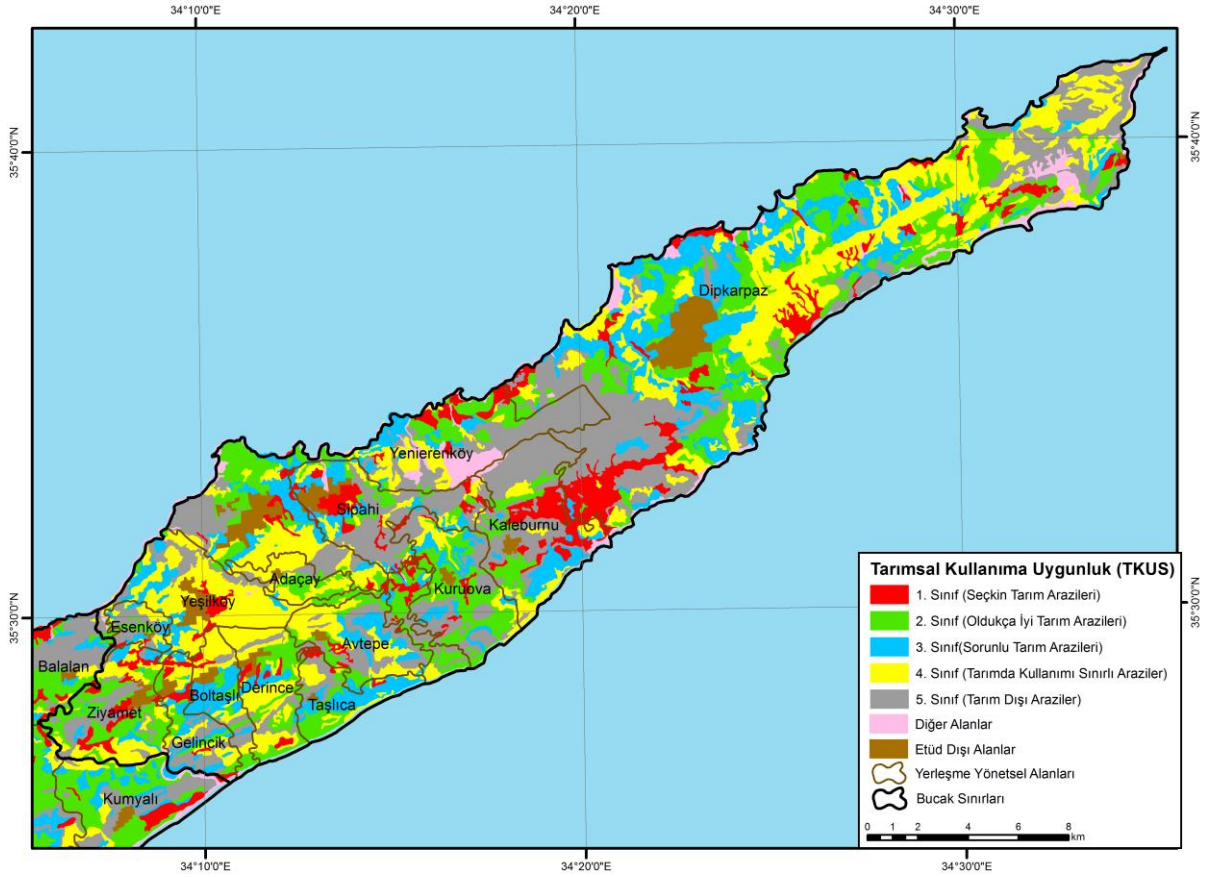 34°10'0"E
34°20'0"E
34°30'0"E
35°40'0"N
35°40'0"N
Dipkarpaz
Yenierenköy
Sipahi
Kaleburnu
Adaçay
Kuruova
Yeşilköy
35°30'0"N
35°30'0"N
Esenköy
Avtepe
Balalan
Derince
Boltaşlı
Ziyamet
Taşlıca
Gelincik
Kumyalı
Tarımsal Kullanıma Uygunluk (TKUS)
1. Sınıf (Seçkin Tarım Arazileri)
2. Sınıf (Oldukça İyi Tarım Arazileri)
3. Sınıf(Sorunlu Tarım Arazileri)
4. Sınıf (Tarımda Kullanımı Sınırlı Araziler)
5. Sınıf (Tarım Dışı Araziler)
Diğer Alanlar
Etüd Dışı Alanlar
Yerleşme Yönetsel Alanları
Bucak Sınırları
0 1 2 4 6 8
km
34°10'0"E
34°20'0"E
34°30'0"E